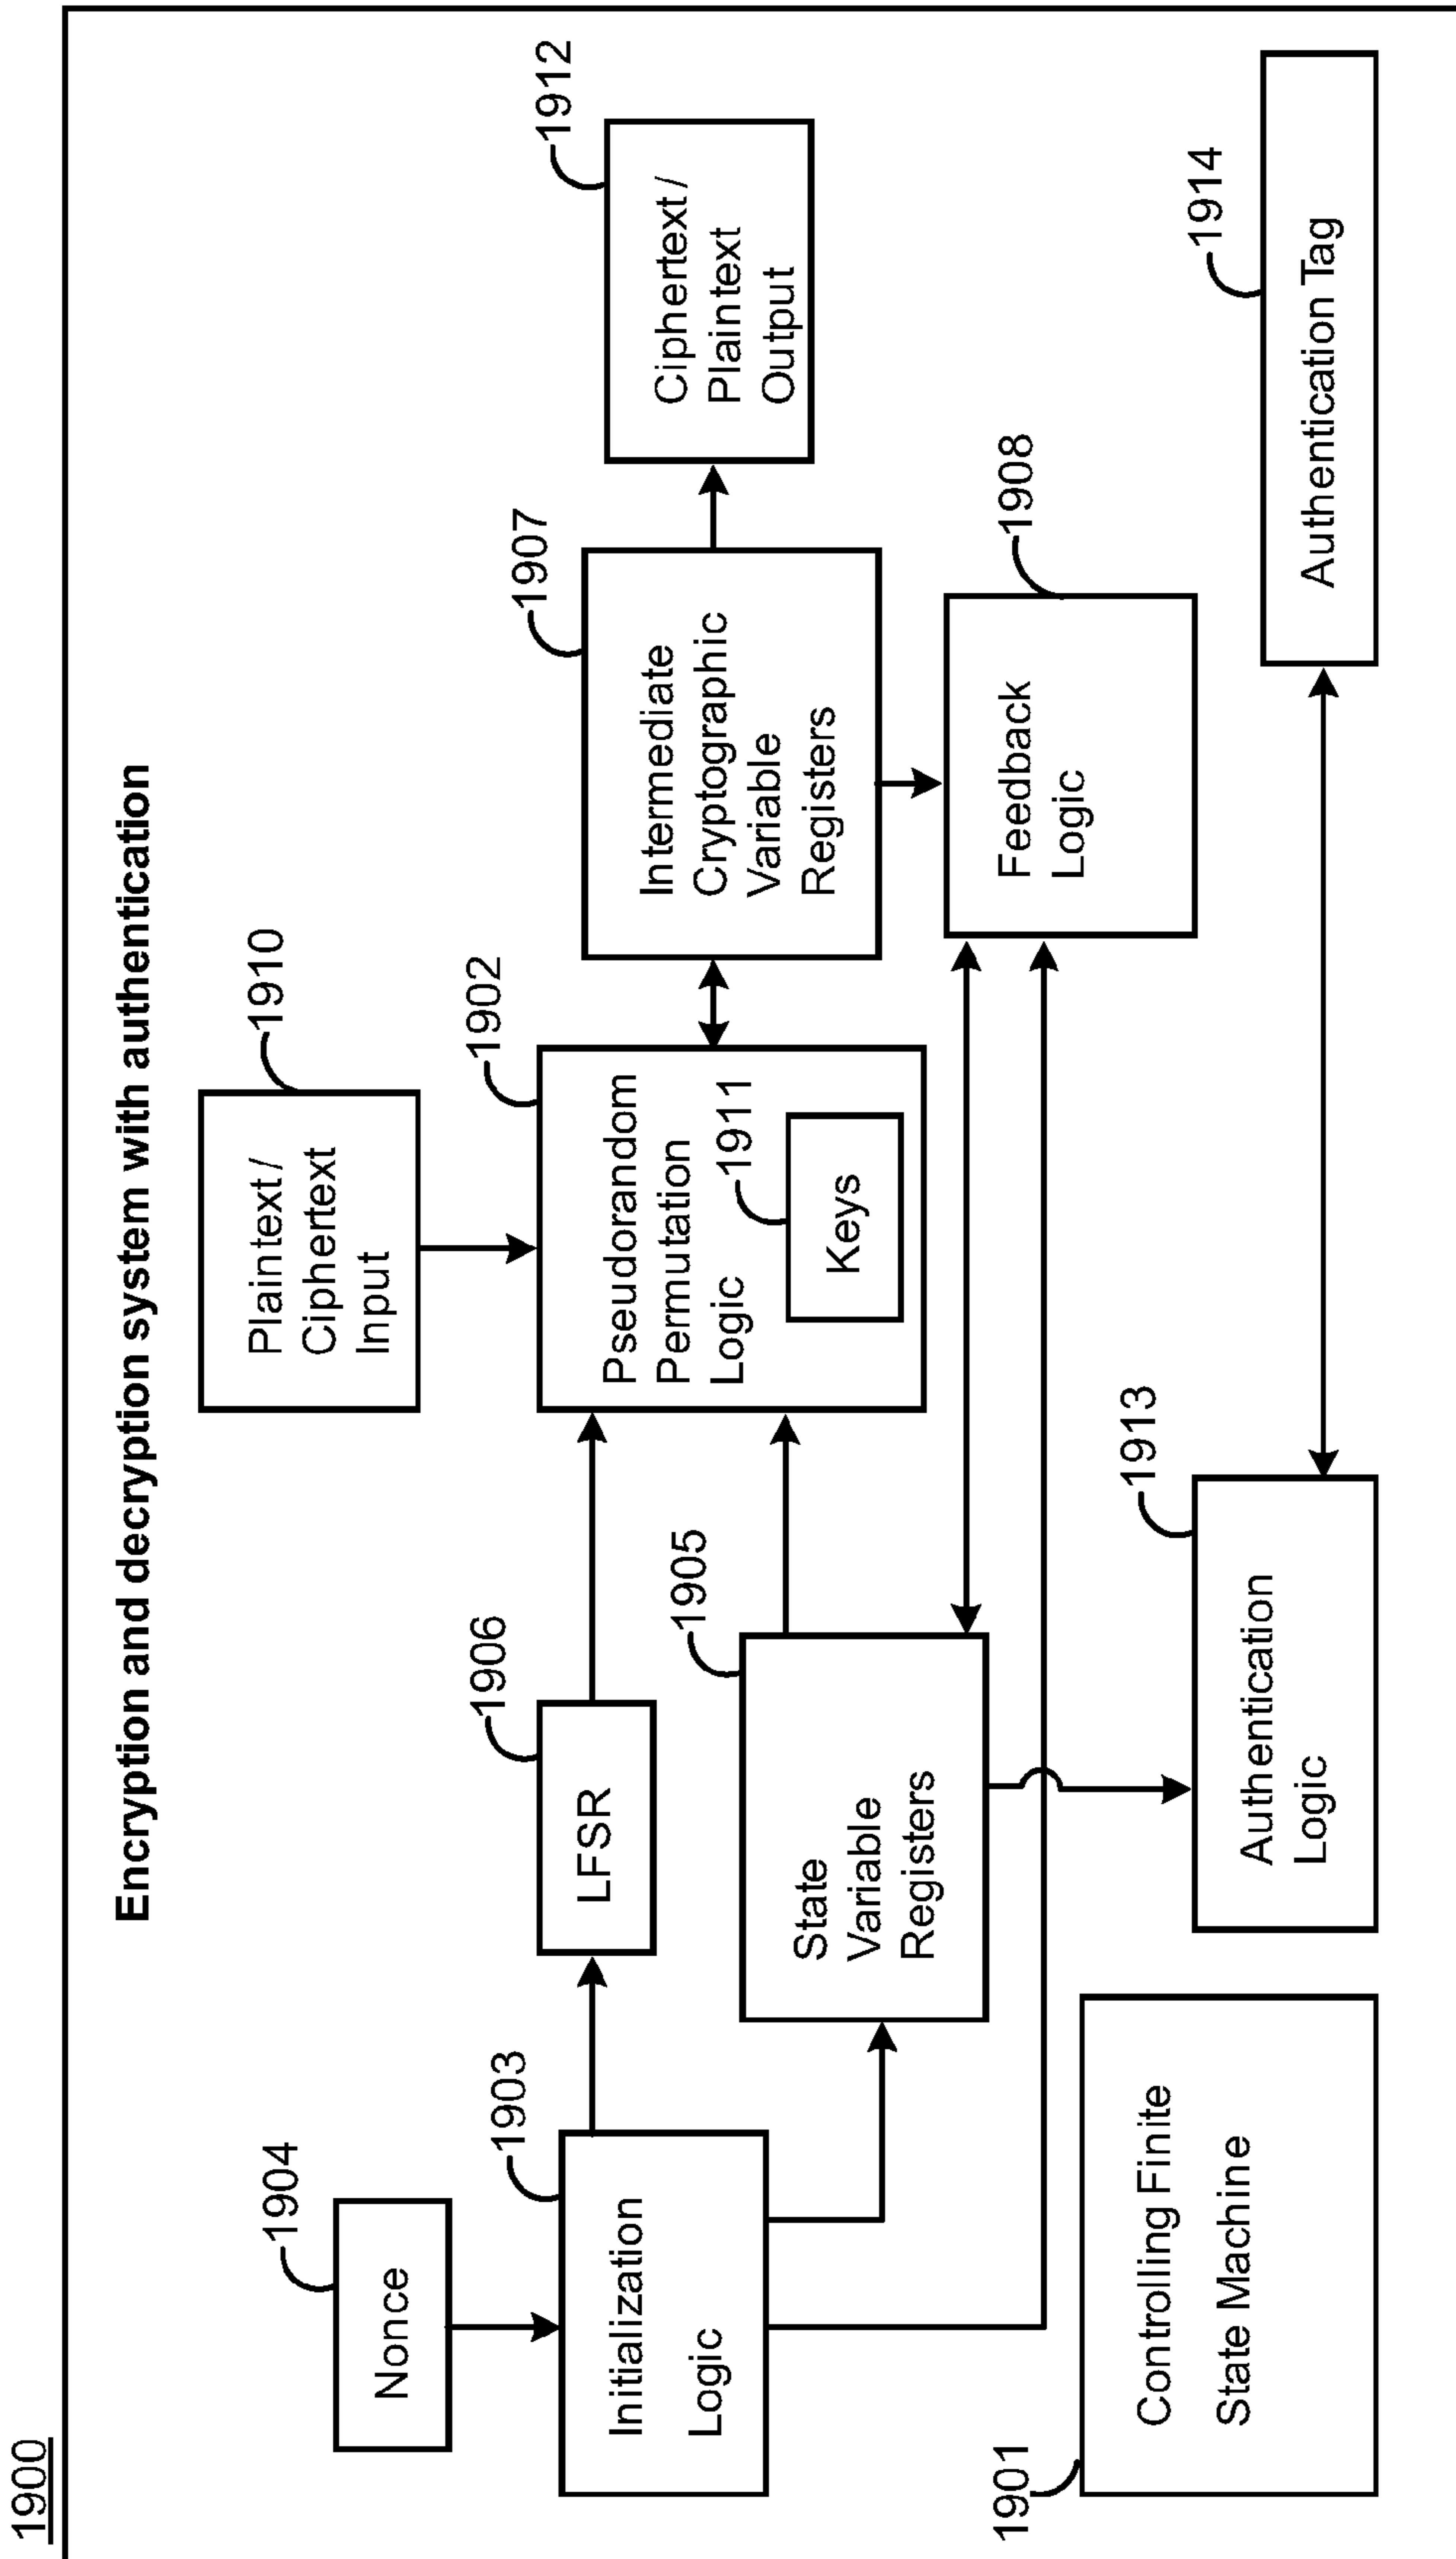 1900
Encryption and decryption system with authentication
1904
Nonce
1903
Initialization
Logic
1906
LFSR
1905
State
Variable
Registers
1910
Plaintext /
Ciphertext
Input
1902
Pseudorandom
Permutation
Logic
1911
Keys
1907
Intermediate
Cryptographic
Variable
Registers
1912
Ciphertext /
Plaintext
Output
1908
Feedback
Logic
1901
Controlling Finite
State Machine
1913
Authentication
Logic
1914
Authentication Tag